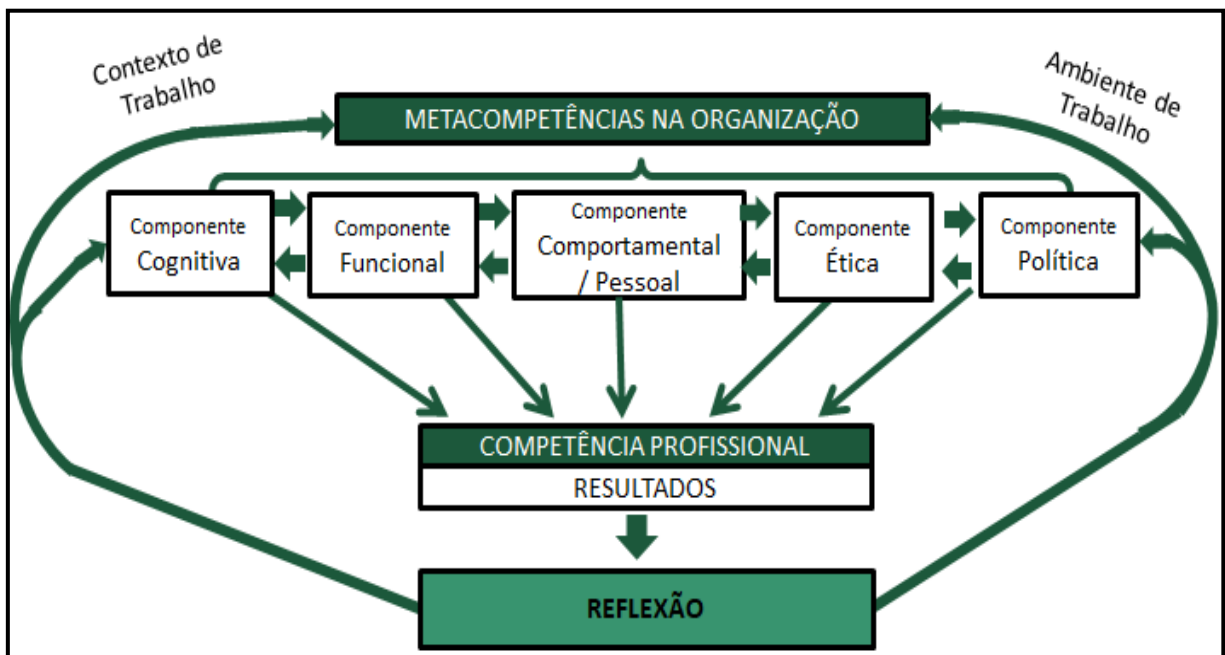 Contexto de
Trabalho
Ambiente de
Trabalho
METACOMPETÊNCIAS NA ORGANIZAÇÃO
Componente
Cognitiva
Componente
Funcional
Componente
Comportamental
/ Pessoal
Componente
Ética
Componente
Política
COMPETÊNCIA PROFISSIONAL
RESULTADOS
REFLEXÃO